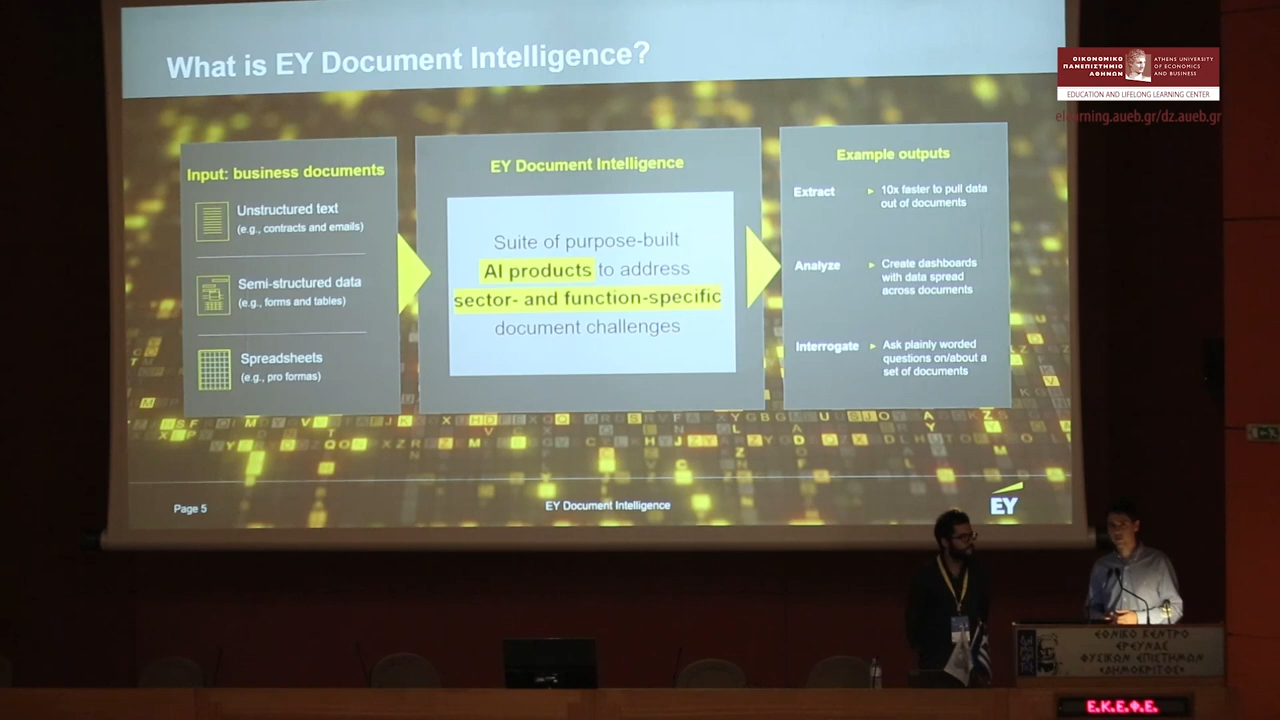 What is EY Document Intelligence?
ΟΙΚΟΝΟΜΙΚΟ
ΠΑΝΕΠΙΣΤΗΜΙΟ
ΑΘΗΝΩΝ
ATHENS UNIVERSITY
OF ECONOMICS
AND BUSINESS
EDUCATION AND LIFELONG LEARNING CENTER
elearning.aueb.gr/dz.aueb.gr
Input: business documents
Unstructured text
(e.g., contracts and emails)
Semi-structured data
(e.g., forms and tables)
Spreadsheets
(e.g., pro formas)
EY Document Intelligence
Suite of purpose-built
AI products to address
sector- and function-specific
document challenges
Example outputs
Extract
10x faster to pull data
out of documents
Analyze
Create dashboards
with data spread
across documents
Interrogate
Ask plainly worded
questions on/about a
set of documents
Page 5
EY Document Intelligence
EY
ΕΘΝΙΚΟ ΚΕΝΤΡΟ
ΕΡΕΥΝΑΣ
ΦΥΣΙΚΩΝ ΕΠΙΣΤΗΜΩΝ
«ΔΗΜΟΚΡΙΤΟΣ»
Ε.Κ.Ε.Φ.Ε.